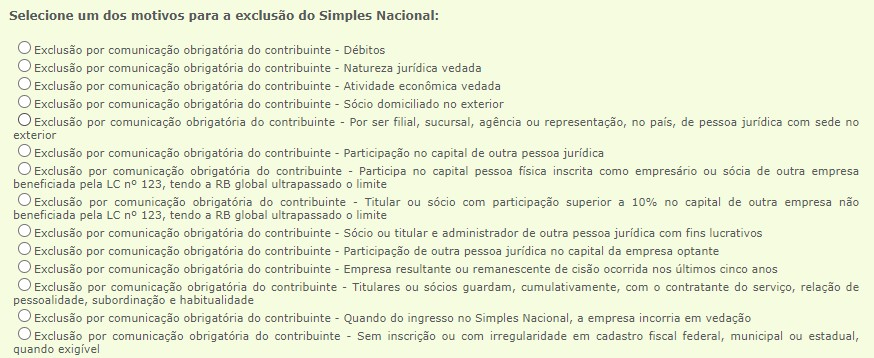 Selecione um dos motivos para a exclusão do Simples Nacional:
Exclusão por comunicação obrigatória do contribuinte - Débitos
Exclusão por comunicação obrigatória do contribuinte - Natureza jurídica vedada
Exclusão por comunicação obrigatória do contribuinte - Atividade econômica vedada
Exclusão por comunicação obrigatória do contribuinte - Sócio domiciliado no exterior
Exclusão por comunicação obrigatória do contribuinte - Por ser filial, sucursal, agência ou representação, no país, de pessoa jurídica com sede no
exterior
Exclusão por comunicação obrigatória do contribuinte - Participação no capital de outra pessoa jurídica
Exclusão por comunicação obrigatória do contribuinte - Participa no capital pessoa física inscrita como empresário ou sócia de outra empresa
beneficiada pela LC nº 123, tendo a RB global ultrapassado o limite
Exclusão por comunicação obrigatória do contribuinte - Titular ou sócio com participação superior a 10% no capital de outra empresa não
beneficiada pela LC nº 123, tendo a RB global ultrapassado o limite
Exclusão por comunicação obrigatória do contribuinte - Sócio ou titular e administrador de outra pessoa jurídica com fins lucrativos
Exclusão por comunicação obrigatória do contribuinte - Participação de outra pessoa jurídica no capital da empresa optante
Exclusão por comunicação obrigatória do contribuinte - Empresa resultante ou remanescente de cisão ocorrida nos últimos cinco anos
Exclusão por comunicação obrigatória do contribuinte - Titulares ou sócios guardam, cumulativamente, com o contratante do serviço, relação de
pessoalidade, subordinação e habitualidade
Exclusão por comunicação obrigatória do contribuinte - Quando do ingresso no Simples Nacional, a empresa incorria em vedação
Exclusão por comunicação obrigatória do contribuinte - Sem inscrição ou com irregularidade em cadastro fiscal federal, municipal ou estadual,
quando exigível